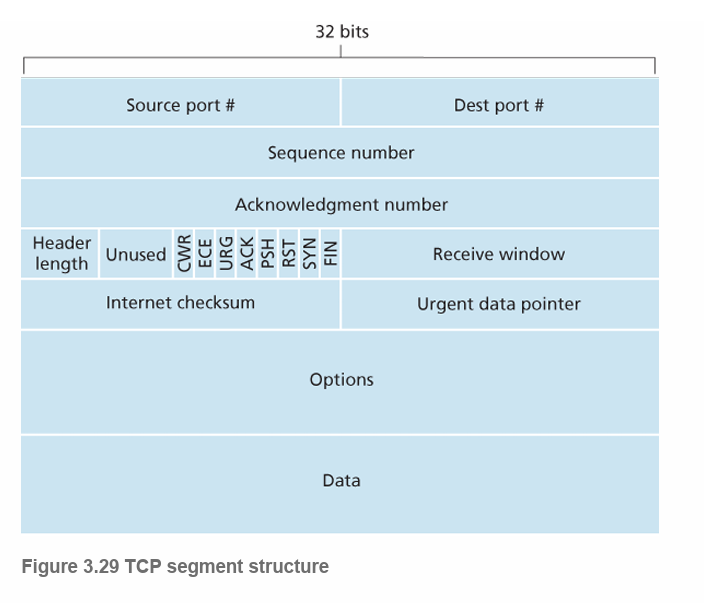 32 bits
Source port #
Dest port #
Sequence number
Acknowledgment number
Header
length
Unused
CWR
ECE
URG
ACK
PSH
RST
SYN
FIN
Receive window
Internet checksum
Urgent data pointer
Options
Data
Figure 3.29 TCP segment structure